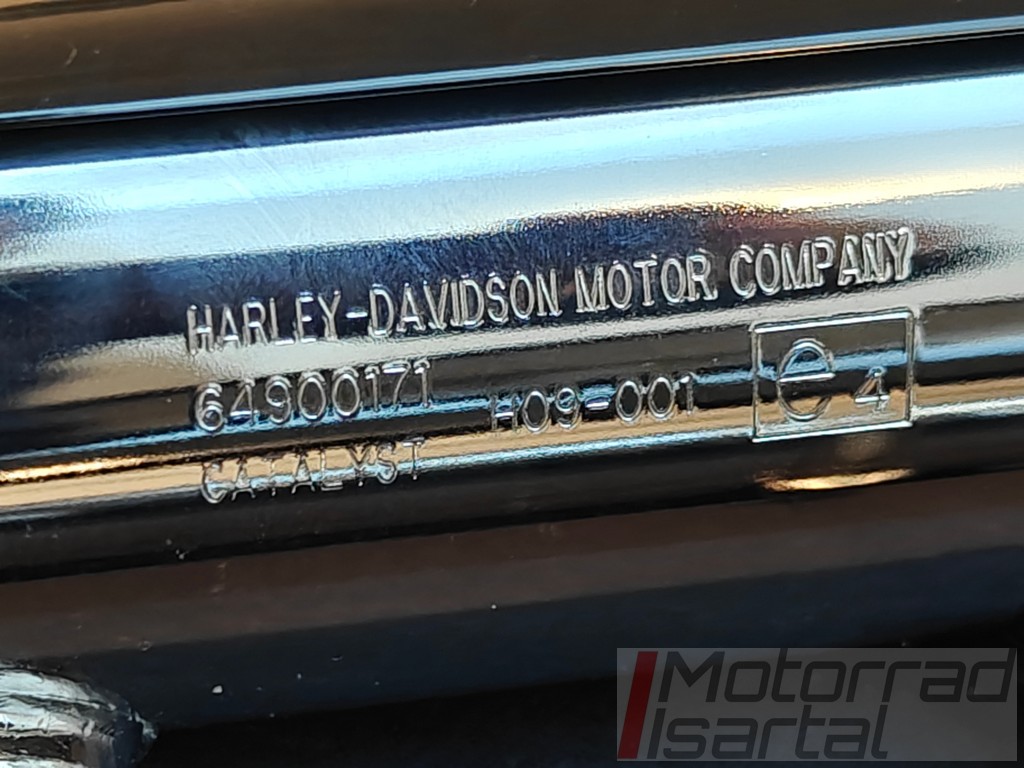 HARLEY-DAVIDSON MOTOR COMPANY
64900171 H09-001 e 4
CATALYST
Motorrad
Isartal